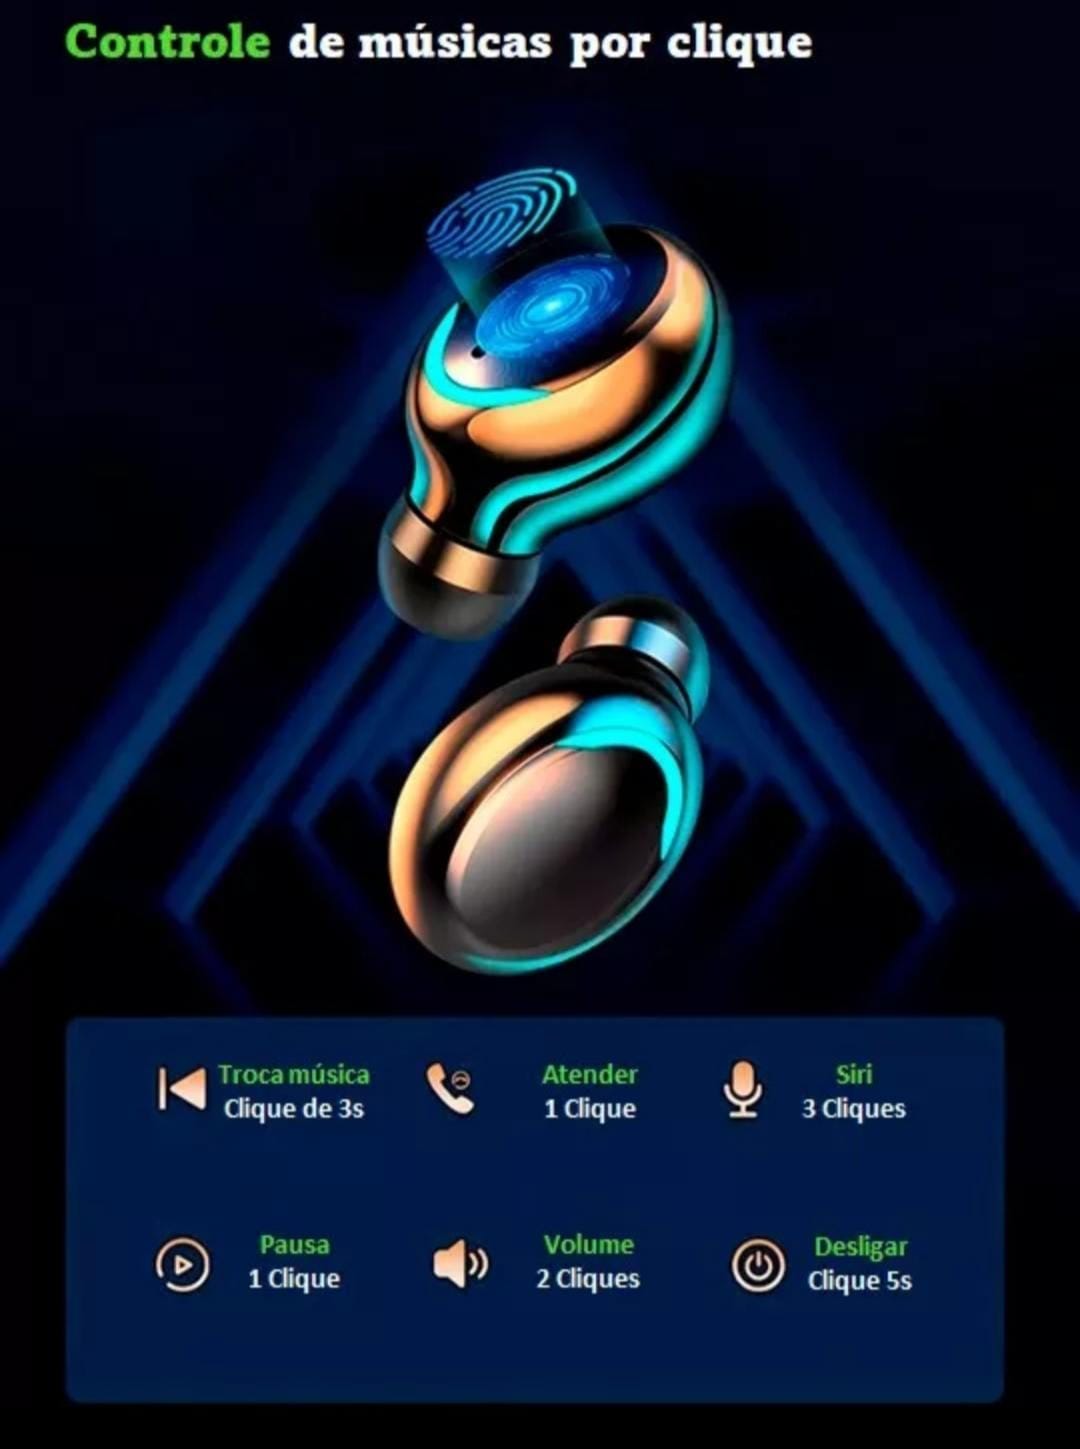 Controle de músicas por clique
Troca música
Clique de 3s
Atender
1 Clique
Siri
3 Cliques
Pausa
1 Clique
Volume
2 Cliques
Desligar
Clique 5s